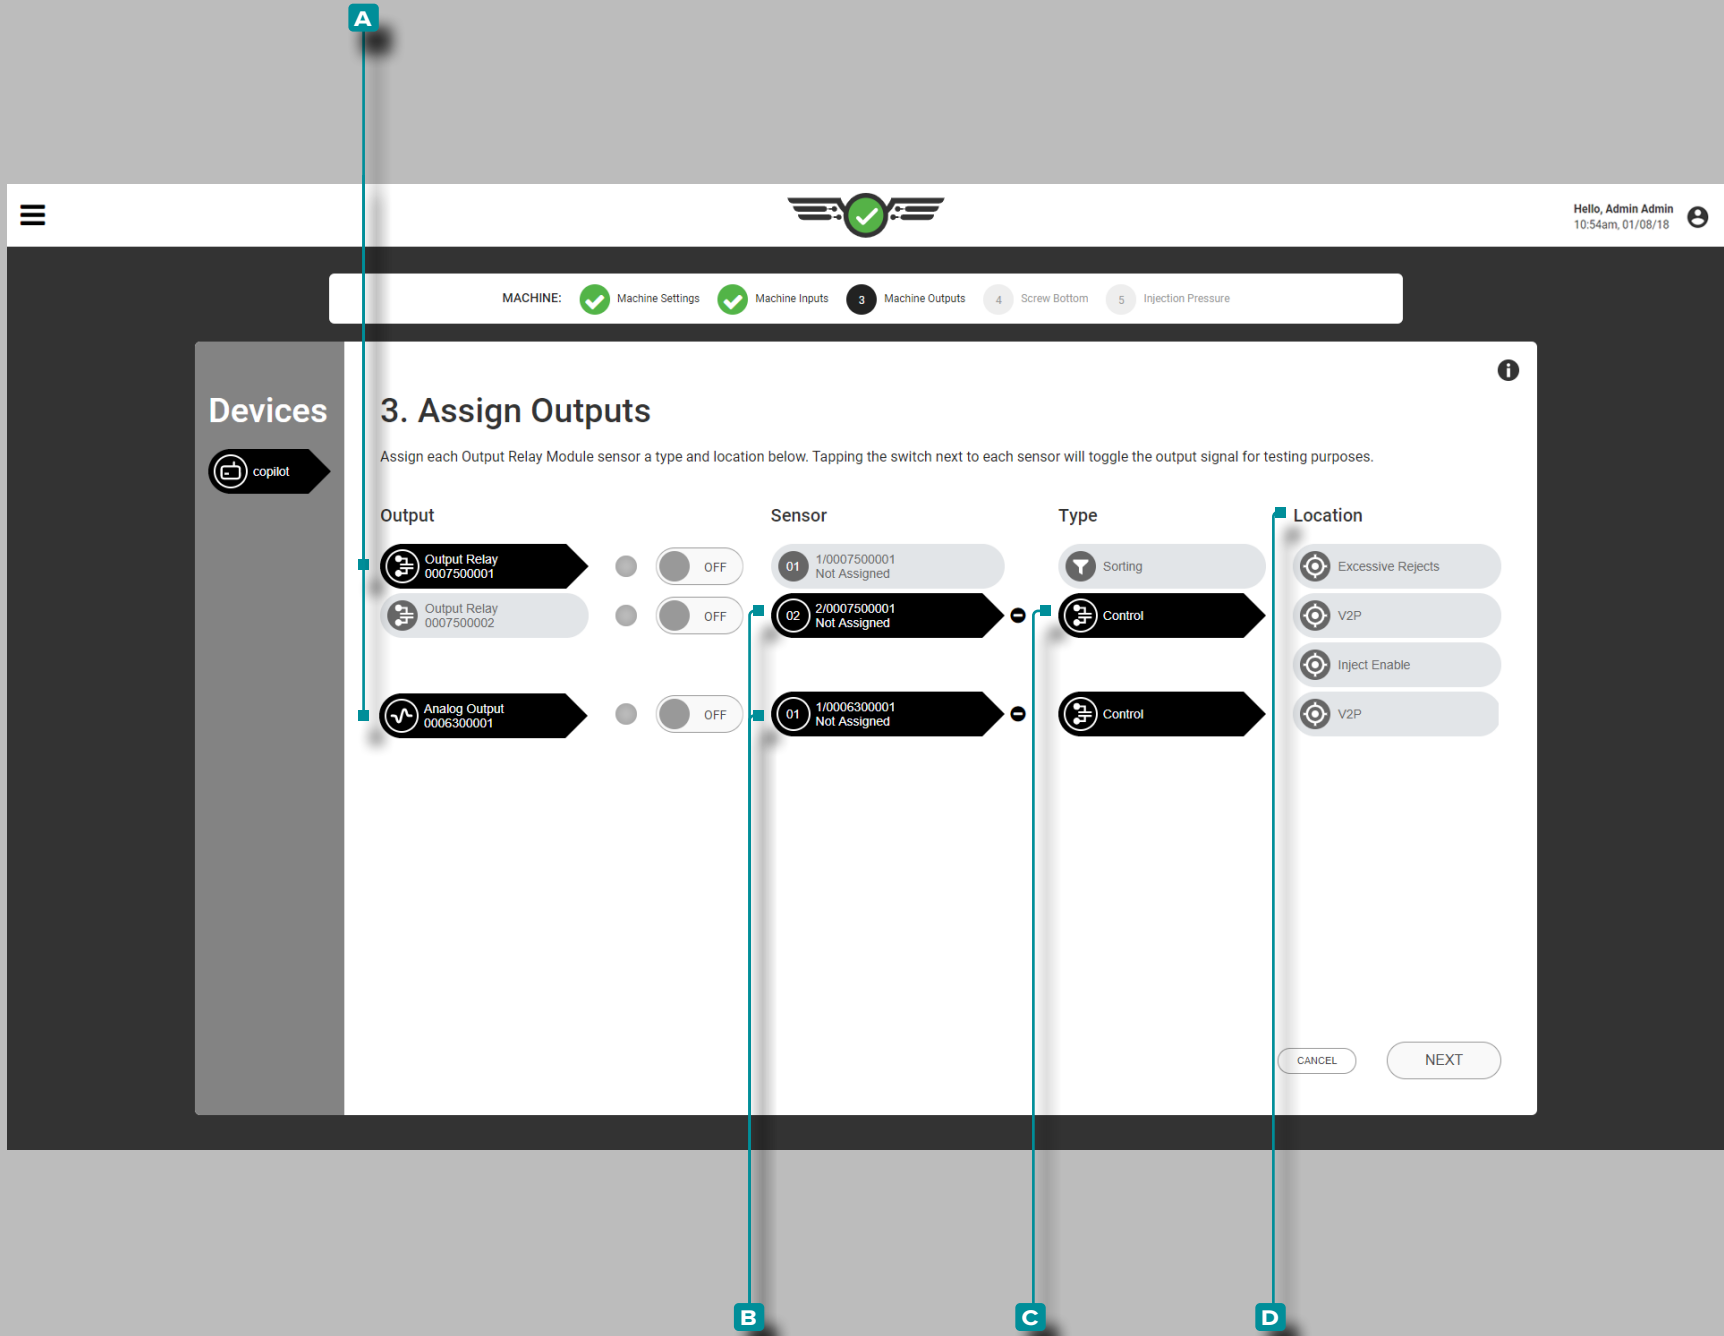 A
Hello, Admin Admin
10:54am, 01/08/18
MACHINE:
Machine Settings
Machine Inputs
3
Machine Outputs
4
Screw Bottom
5
Injection Pressure
Devices
copilot
3. Assign Outputs
Assign each Output Relay Module sensor a type and location below. Tapping the switch next to each sensor will toggle the output signal for testing purposes.
Output
Sensor
Type
Location
Output Relay
0007500001
OFF
01
1/0007500001
Not Assigned
Sorting
Excessive Rejects
Output Relay
0007500002
OFF
02
2/0007500001
Not Assigned
Control
V2P
Inject Enable
Analog Output
0006300001
OFF
01
1/0006300001
Not Assigned
Control
V2P
CANCEL
NEXT
B
C
D